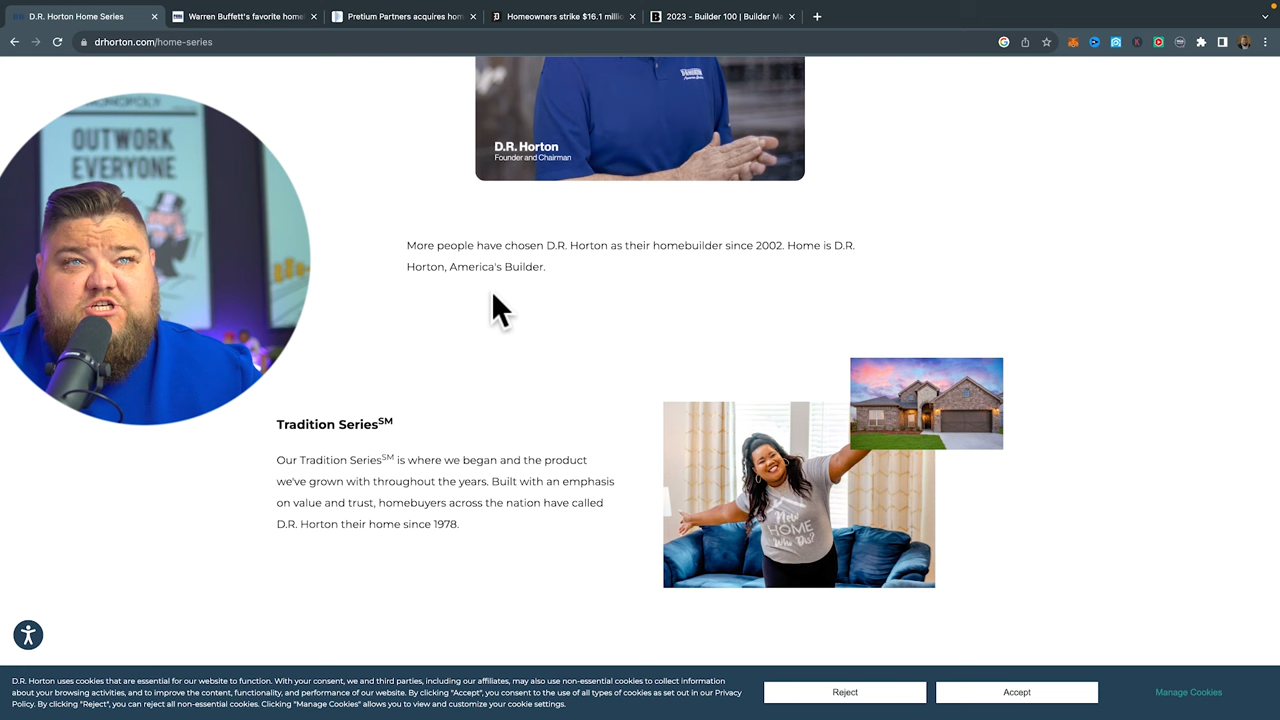 D.R. Horton Home Series
Warren Buffett's favorite home
Pretium Partners acquires hom
Homeowners strike $16.1 milli
2023 - Builder 100 | Builder Ma
drhorton.com/home-series
MONOPOLY
OUTWORK
EVERYONE
D.R. Horton
Founder and Chairman
More people have chosen D.R. Horton as their homebuilder since 2002. Home is D.R.
Horton, America's Builder.
Tradition SeriesSM
Our Tradition SeriesSM is where we began and the product
we've grown with throughout the years. Built with an emphasis
on value and trust, homebuyers across the nation have called
D.R. Horton their home since 1978.
New
HOME
Who Dis?
D.R. Horton uses cookies that are essential for our website to function. With your consent, we and third parties, including our affiliates, may also use non-essential cookies to collect information
about your browsing activities, and to improve the content, functionality, and performance of our website. By clicking "Accept", you consent to the use of all types of cookies as set out in our Privacy
Policy. By clicking "Reject", you can reject all non-essential cookies. Clicking "Manage Cookies" allows you to view and customize your cookie settings.
Reject
Accept
Manage Cookies